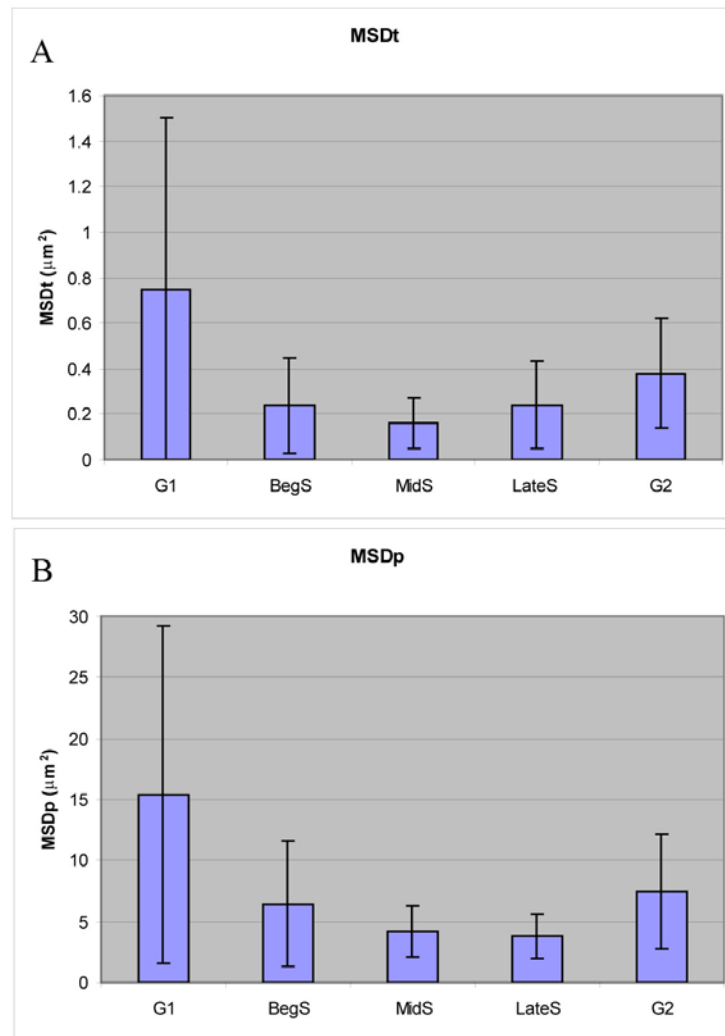 A
MSDt
MSDt (μm²)
1.6
1.4
1.2
1
0.8
0.6
0.4
0.2
0
G1 BegS MidS LateS G2
B
MSDp
MSDp (μm²)
30
25
20
15
10
5
0
G1 BegS MidS LateS G2